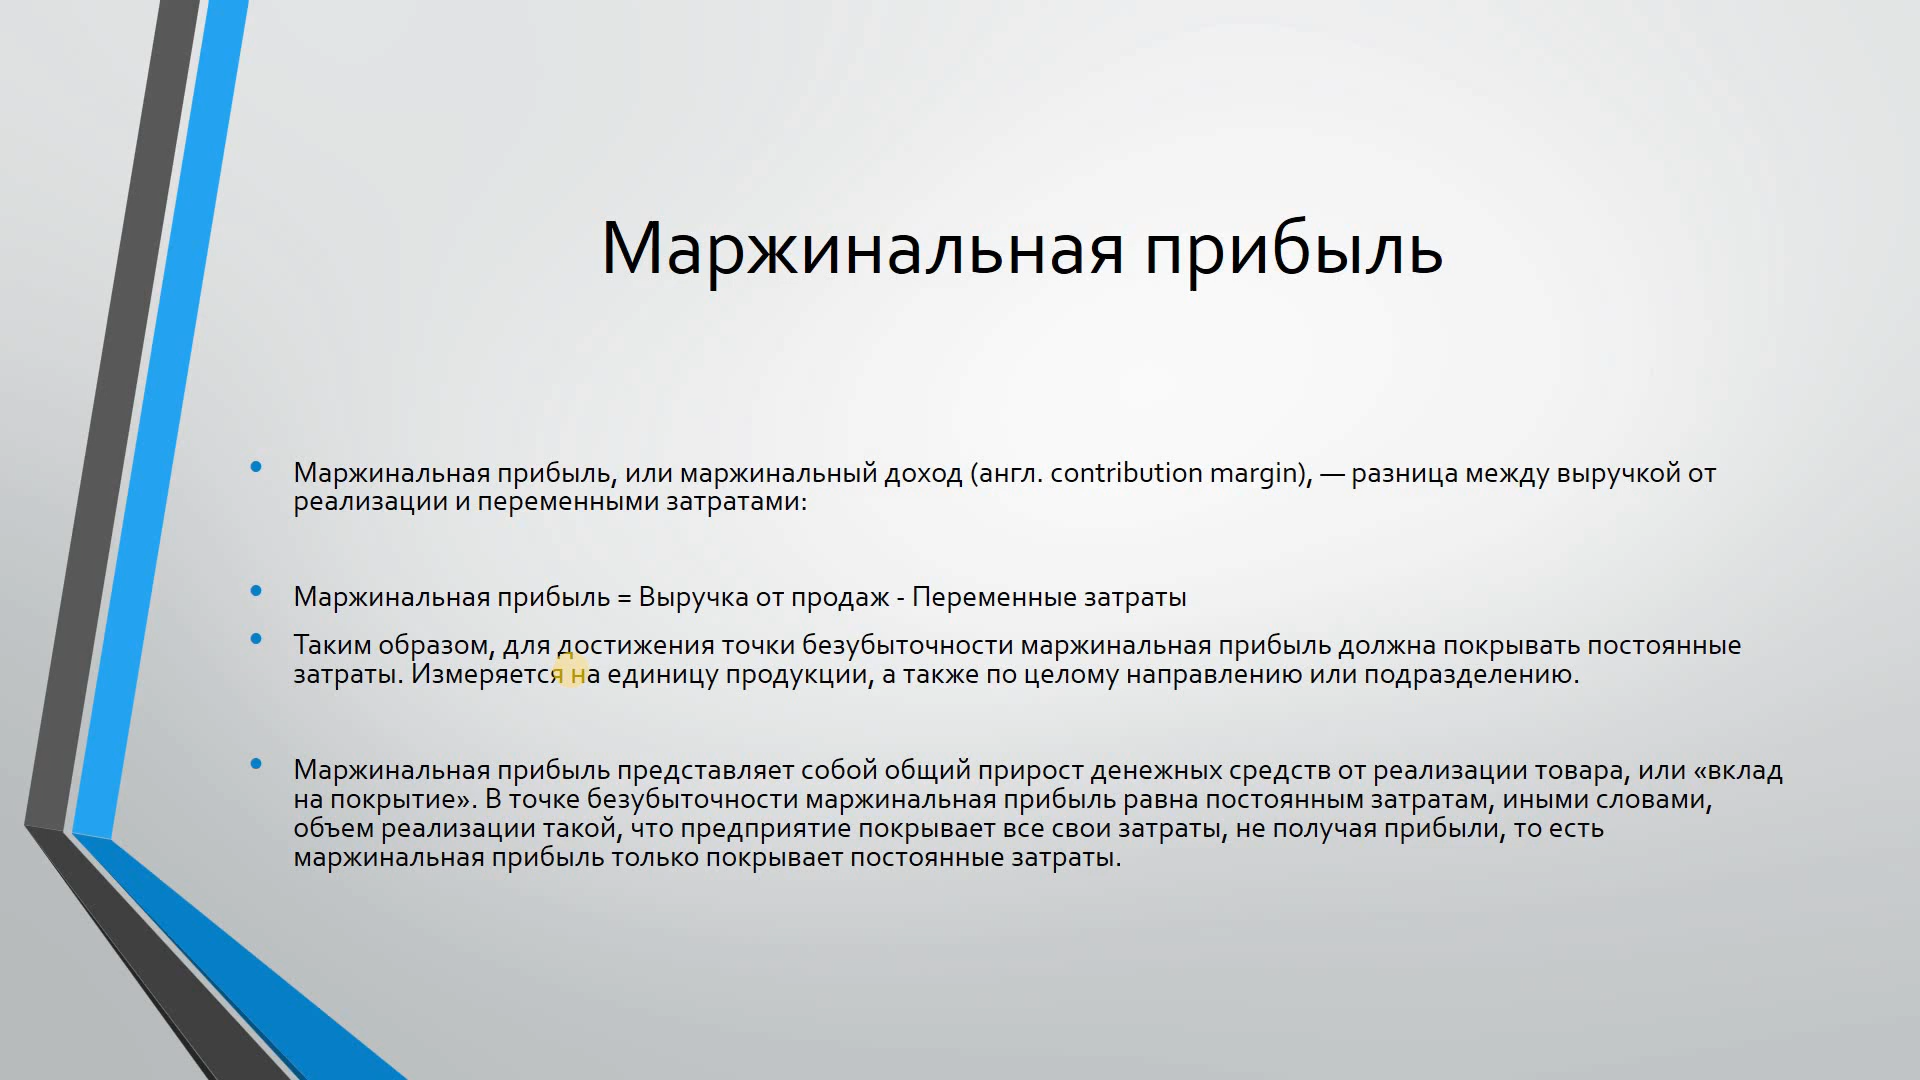 Маржинальная прибыль
Маржинальная прибыль, или маржинальный доход (англ. contribution margin), — разница между выручкой от
реализации и переменными затратами:
Маржинальная прибыль = Выручка от продаж - Переменные затраты
Таким образом, для достижения точки безубыточности маржинальная прибыль должна покрывать постоянные
затраты. Измеряется на единицу продукции, а также по целому направлению или подразделению.
Маржинальная прибыль представляет собой общий прирост денежных средств от реализации товара, или «вклад
на покрытие». В точке безубыточности маржинальная прибыль равна постоянным затратам, иными словами,
объем реализации такой, что предприятие покрывает все свои затраты, не получая прибыли, то есть
маржинальная прибыль только покрывает постоянные затраты.